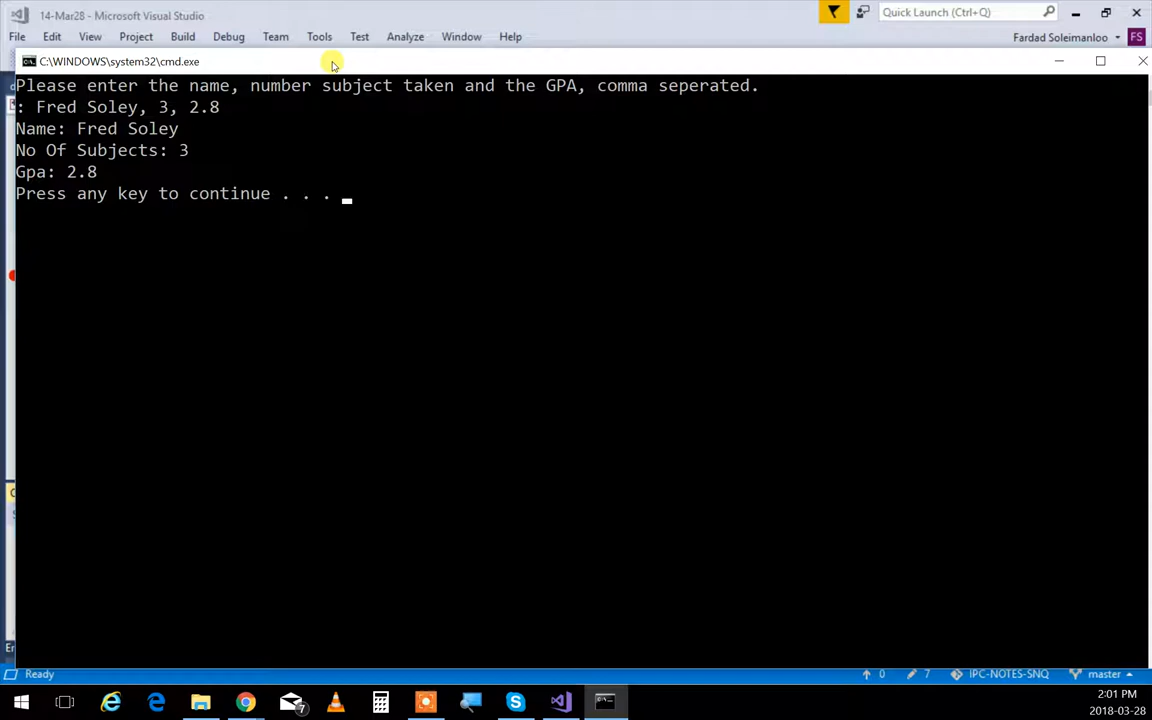 14-Mar28 - Microsoft Visual Studio
Quick Launch (Ctrl+Q)
File Edit View Project Build Debug Team Tools Test Analyze Window Help
Fardad Soleimanloo FS
C:\WINDOWS\system32\cmd.exe
Please enter the name, number subject taken and the GPA, comma seperated.
: Fred Soley, 3, 2.8
Name: Fred Soley
No Of Subjects: 3
Gpa: 2.8
Press any key to continue . . .
Ready
0 7 IPC-NOTES-SNQ master
7
2:01 PM
2018-03-28